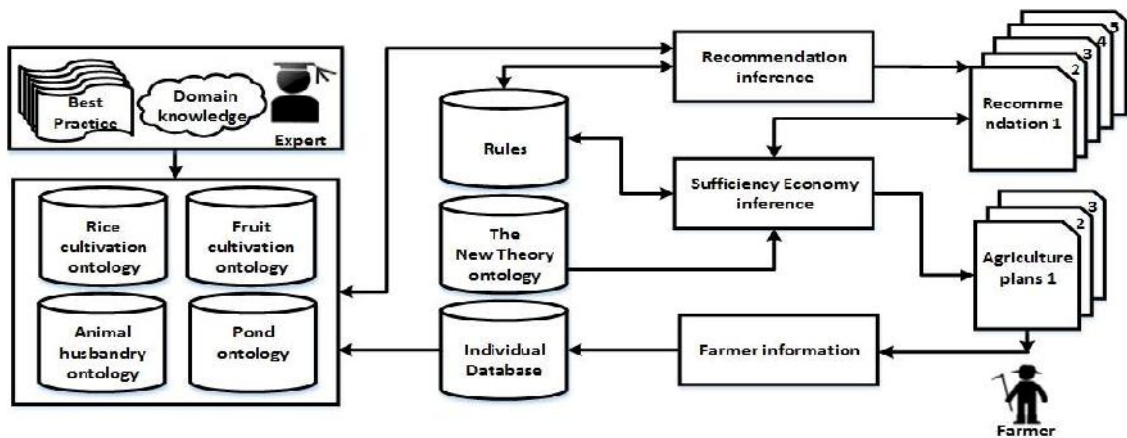 Best
Practice
Domain
knowledge
Expert
Rice
cultivation
ontology
Fruit
cultivation
ontology
Animal
husbandry
ontology
Pond
ontology
Rules
The
New Theory
ontology
Individual
Database
Recommendation
inference
Sufficiency Economy
inference
Farmer information
5
4
3
2
Recomme
ndation 1
3
2
Agriculture
plans 1
Farmer